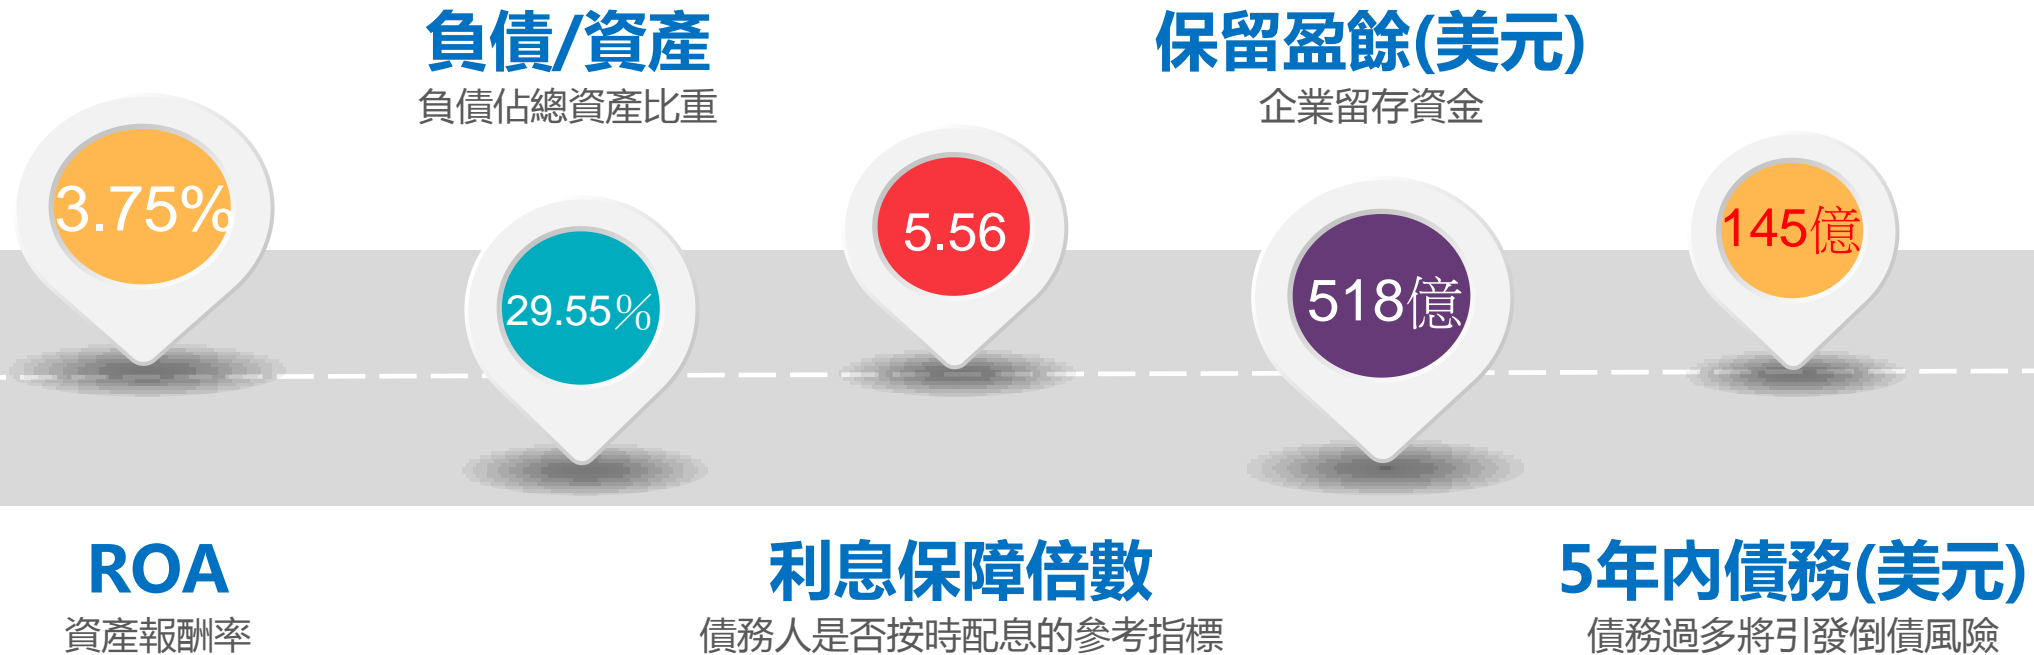 負債/資產
負債佔總資產比重
保留盈餘(美元)
企業留存資金
3.75%
29.55％
5.56
518億
145億
ROA
資產報酬率
利息保障倍數
債務人是否按時配息的參考指標
5年內債務(美元)
債務過多將引發倒債風險